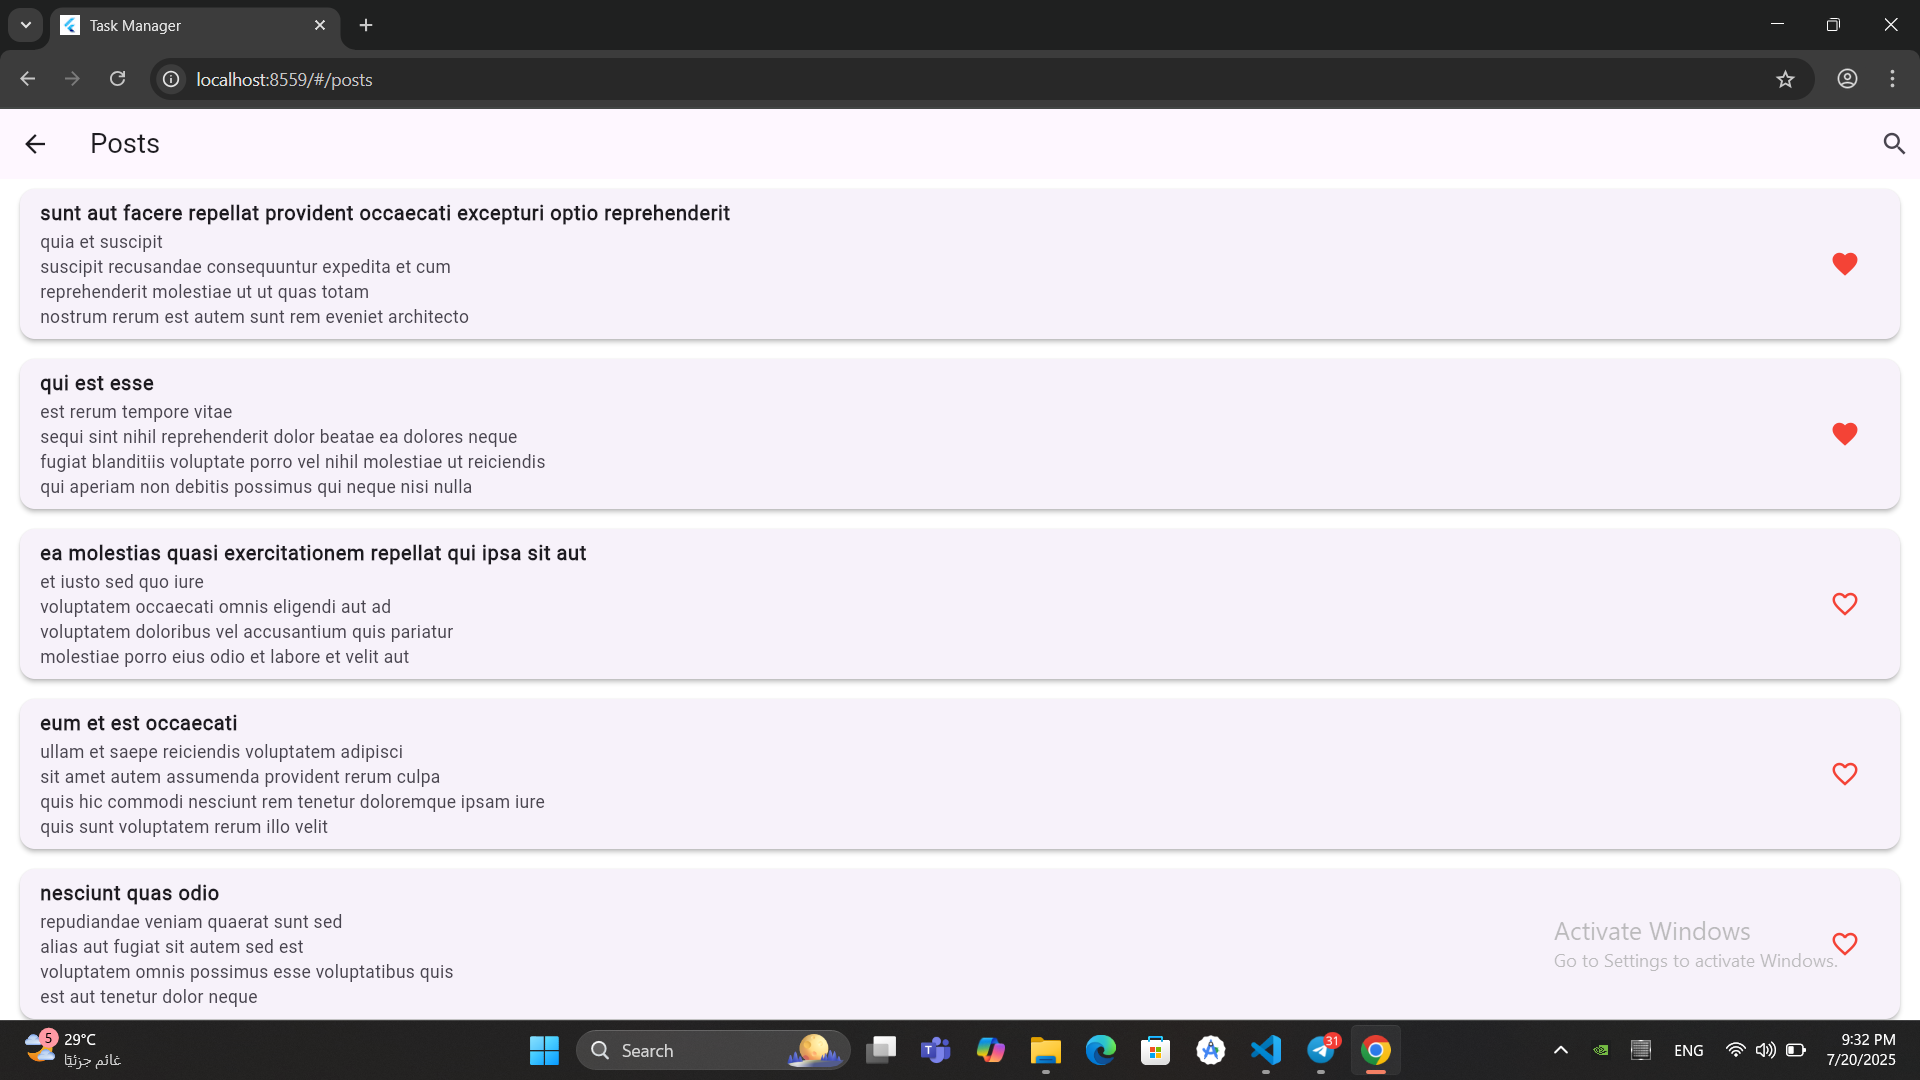 Task Manager
localhost:8559/#/posts
Posts
sunt aut facere repellat provident occaecati excepturi optio reprehenderit
quia et suscipit
suscipit recusandae consequuntur expedita et cum
reprehenderit molestiae ut ut quas totam
nostrum rerum est autem sunt rem eveniet architecto
qui est esse
est rerum tempore vitae
sequi sint nihil reprehenderit dolor beatae ea dolores neque
fugiat blanditiis voluptate porro vel nihil molestiae ut reiciendis
qui aperiam non debitis possimus qui neque nisi nulla
ea molestias quasi exercitationem repellat qui ipsa sit aut
et iusto sed quo iure
voluptatem occaecati omnis eligendi aut ad
voluptatem doloribus vel accusantium quis pariatur
molestiae porro eius odio et labore et velit aut
eum et est occaecati
ullam et saepe reiciendis voluptatem adipisci
sit amet autem assumenda provident rerum culpa
quis hic commodi nesciunt rem tenetur doloremque ipsam iure
quis sunt voluptatem rerum illo velit
nesciunt quas odio
repudiandae veniam quaerat sunt sed
alias aut fugiat sit autem sed est
voluptatem omnis possimus esse voluptatibus quis
est aut tenetur dolor neque
Activate Windows
Go to Settings to activate Windows.
5
29°C
غائم جزئيًا
Search
31
ENG
9:32 PM
7/20/2025